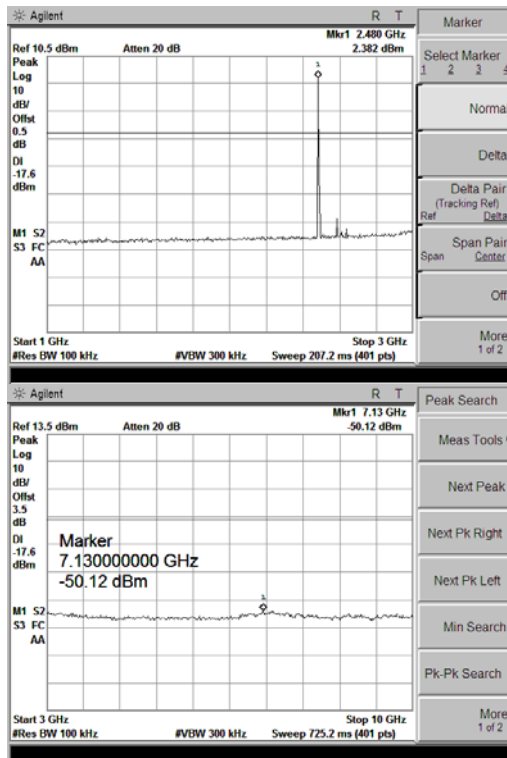 Agilent R T
Mkr1 2.480 GHz
Ref 10.5 dBm Atten 20 dB 2.382 dBm
Peak
Log
10
dB/
Offst
0.5
dB
DI
-17.6
dBm
M1 S2
S3 FC
AA
1
Start 1 GHz Stop 3 GHz
#Res BW 100 kHz #VBW 300 kHz Sweep 207.2 ms (401 pts)
Marker
Select Marker
1 2 3 4
Norma
Delta
Delta Pair
(Tracking Ref)
Ref Delta
Span Pair
Span Center
Off
More
1 of 2
Agilent R T
Mkr1 7.13 GHz
Ref 13.5 dBm Atten 20 dB -50.12 dBm
Peak
Log
10
dB/
Offst
3.5
dB
DI
-17.6
dBm
Marker
7.130000000 GHz
-50.12 dBm
1
M1 S2
S3 FC
AA
Start 3 GHz Stop 10 GHz
#Res BW 100 kHz #VBW 300 kHz Sweep 725.2 ms (401 pts)
Peak Search
Meas Tools
Next Peak
Next Pk Right
Next Pk Left
Min Search
Pk-Pk Search
More
1 of 2